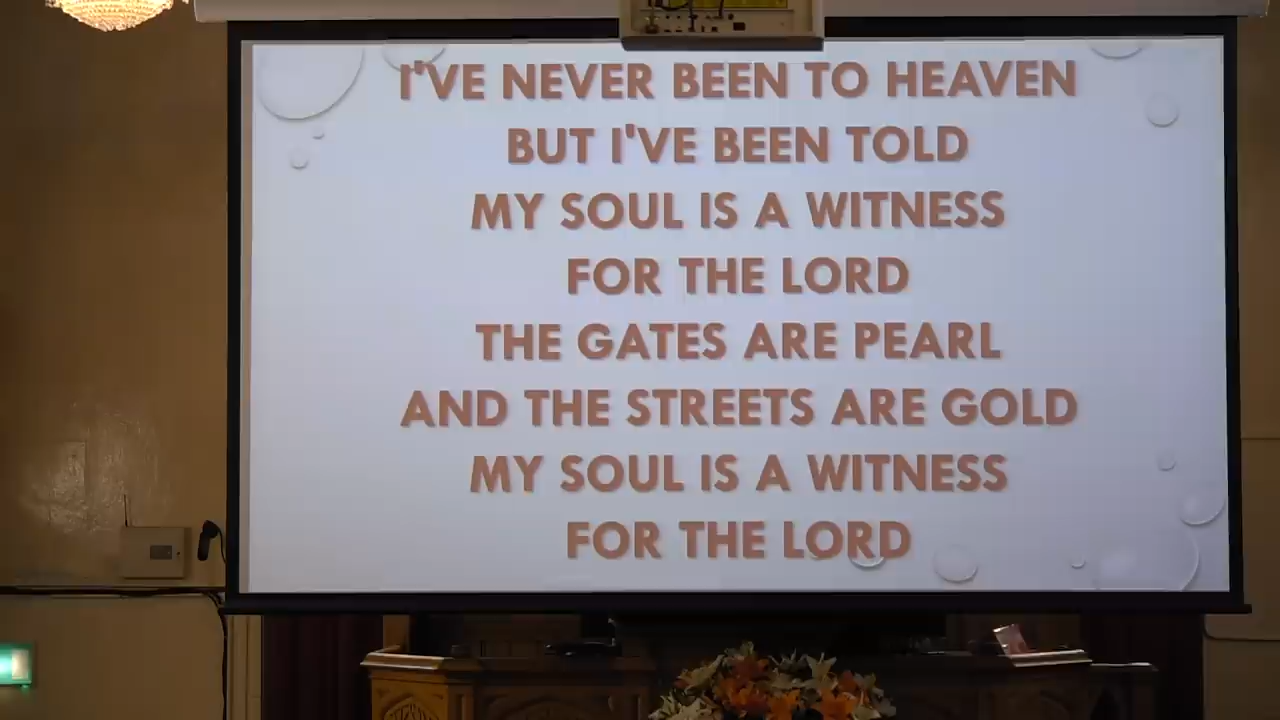 I'VE NEVER BEEN TO HEAVEN
BUT I'VE BEEN TOLD
MY SOUL IS A WITNESS
FOR THE LORD
THE GATES ARE PEARL
AND THE STREETS ARE GOLD
MY SOUL IS A WITNESS
FOR THE LORD